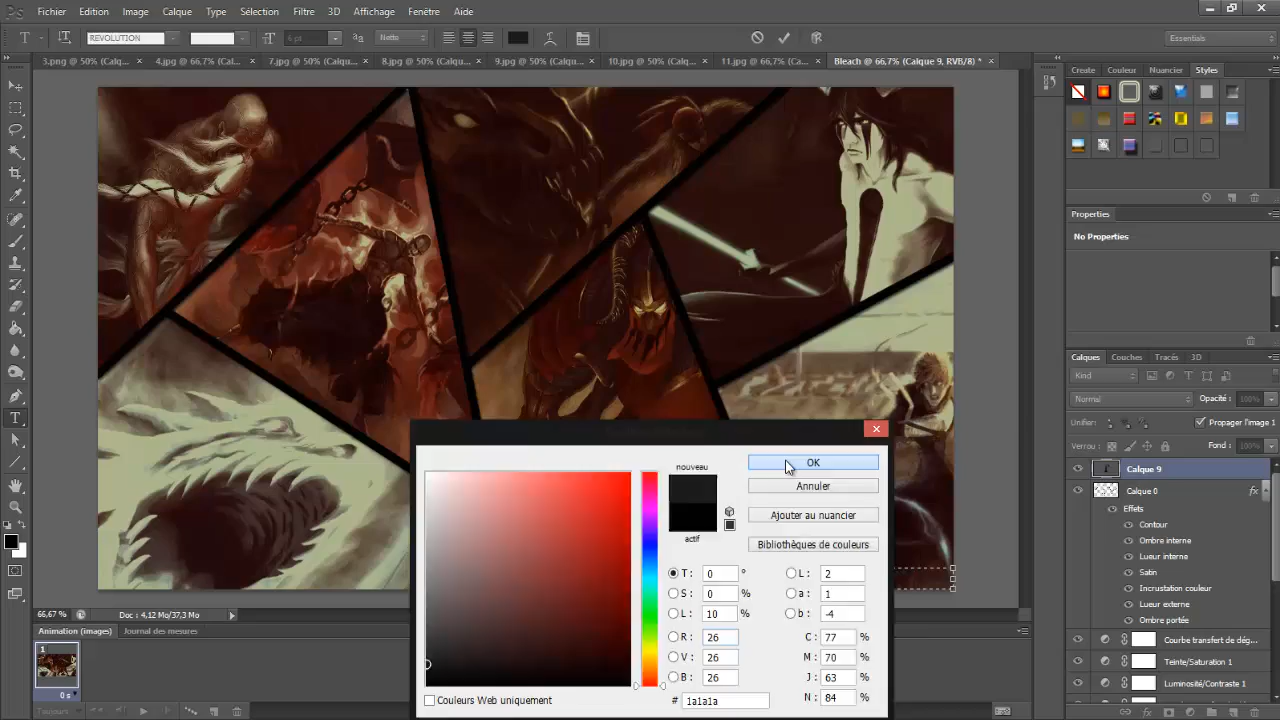 Ps Fichier Edition Image Calque Type Sélection Filtre 3D Affichage Fenêtre Aide
T REVOLUTION 6 pt aa Nette Essentials
3.png @ 50% (Calqu... × 4.jpg @ 66,7% (Cal... × 7.jpg @ 50% (Calqu... × 8.jpg @ 50% (Calqu... × 9.jpg @ 50% (Calqu... × 10.jpg @ 50% (Calq... × 11.jpg @ 66,7% (Ca... × Bleach @ 66,7% (Calque 9, RVB/8) * ×
Create Couleur Nuancier Styles
Properties
No Properties
Calques Couches Tracés 3D
Kind
Normal Opacité : 100%
Unifier : Propager l'image 1
Verrou : Fond : 100%
Calque 9
Calque 0 fx
Effets
Contour
Ombre interne
Lueur interne
Satin
Incrustation couleur
Lueur externe
Ombre portée
Courbe transfert de dég...
Teinte/Saturation 1
Luminosité/Contraste 1
nouveau
actif
OK
Annuler
Ajouter au nuancier
Bibliothèques de couleurs
T : 0 ° L : 2
S : 0 % a : 1
L : 10 % b : -4
R : 26 C : 77 %
V : 26 M : 70 %
B : 26 J : 63 %
# 1a1a1a N : 84 %
Couleurs Web uniquement
66,67 % Doc : 4,12 Mo/37,3 Mo
Animation (images) Journal des mesures
1
0 s
Toujours